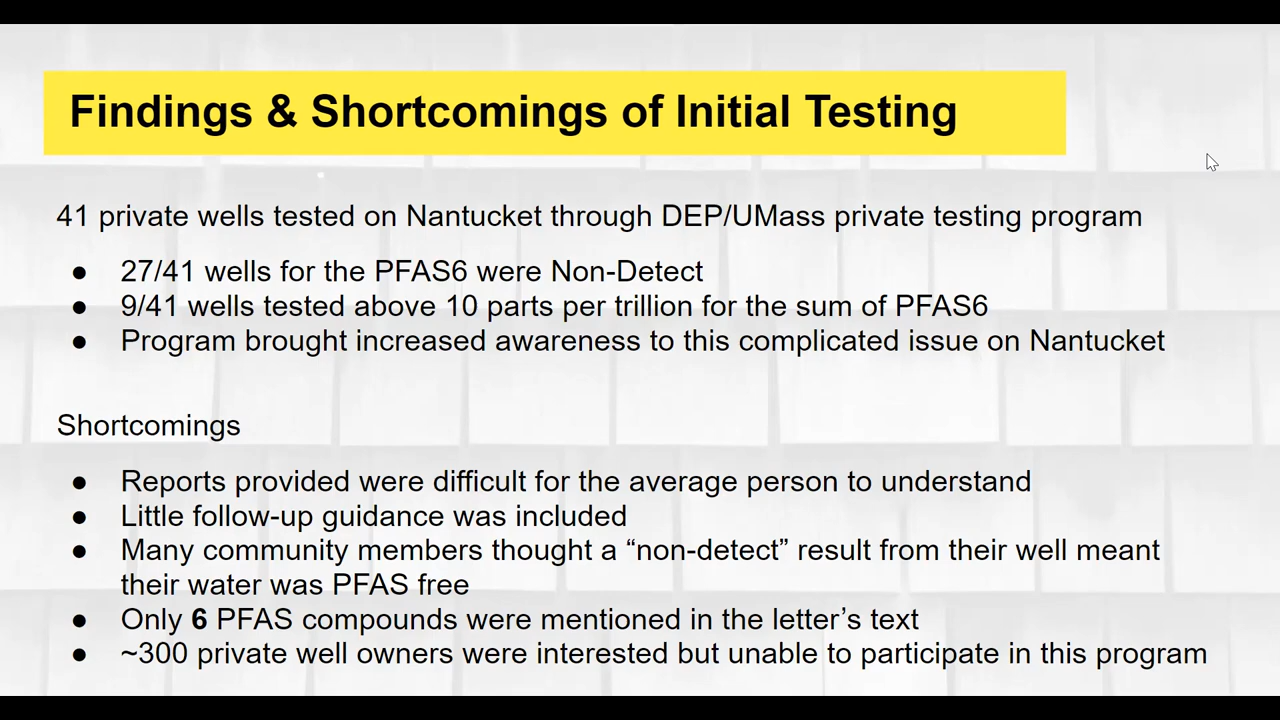 Findings & Shortcomings of Initial Testing
41 private wells tested on Nantucket through DEP/UMass private testing program
● 27/41 wells for the PFAS6 were Non-Detect
● 9/41 wells tested above 10 parts per trillion for the sum of PFAS6
● Program brought increased awareness to this complicated issue on Nantucket
Shortcomings
● Reports provided were difficult for the average person to understand
● Little follow-up guidance was included
● Many community members thought a “non-detect” result from their well meant
their water was PFAS free
● Only 6 PFAS compounds were mentioned in the letter’s text
● ~300 private well owners were interested but unable to participate in this program